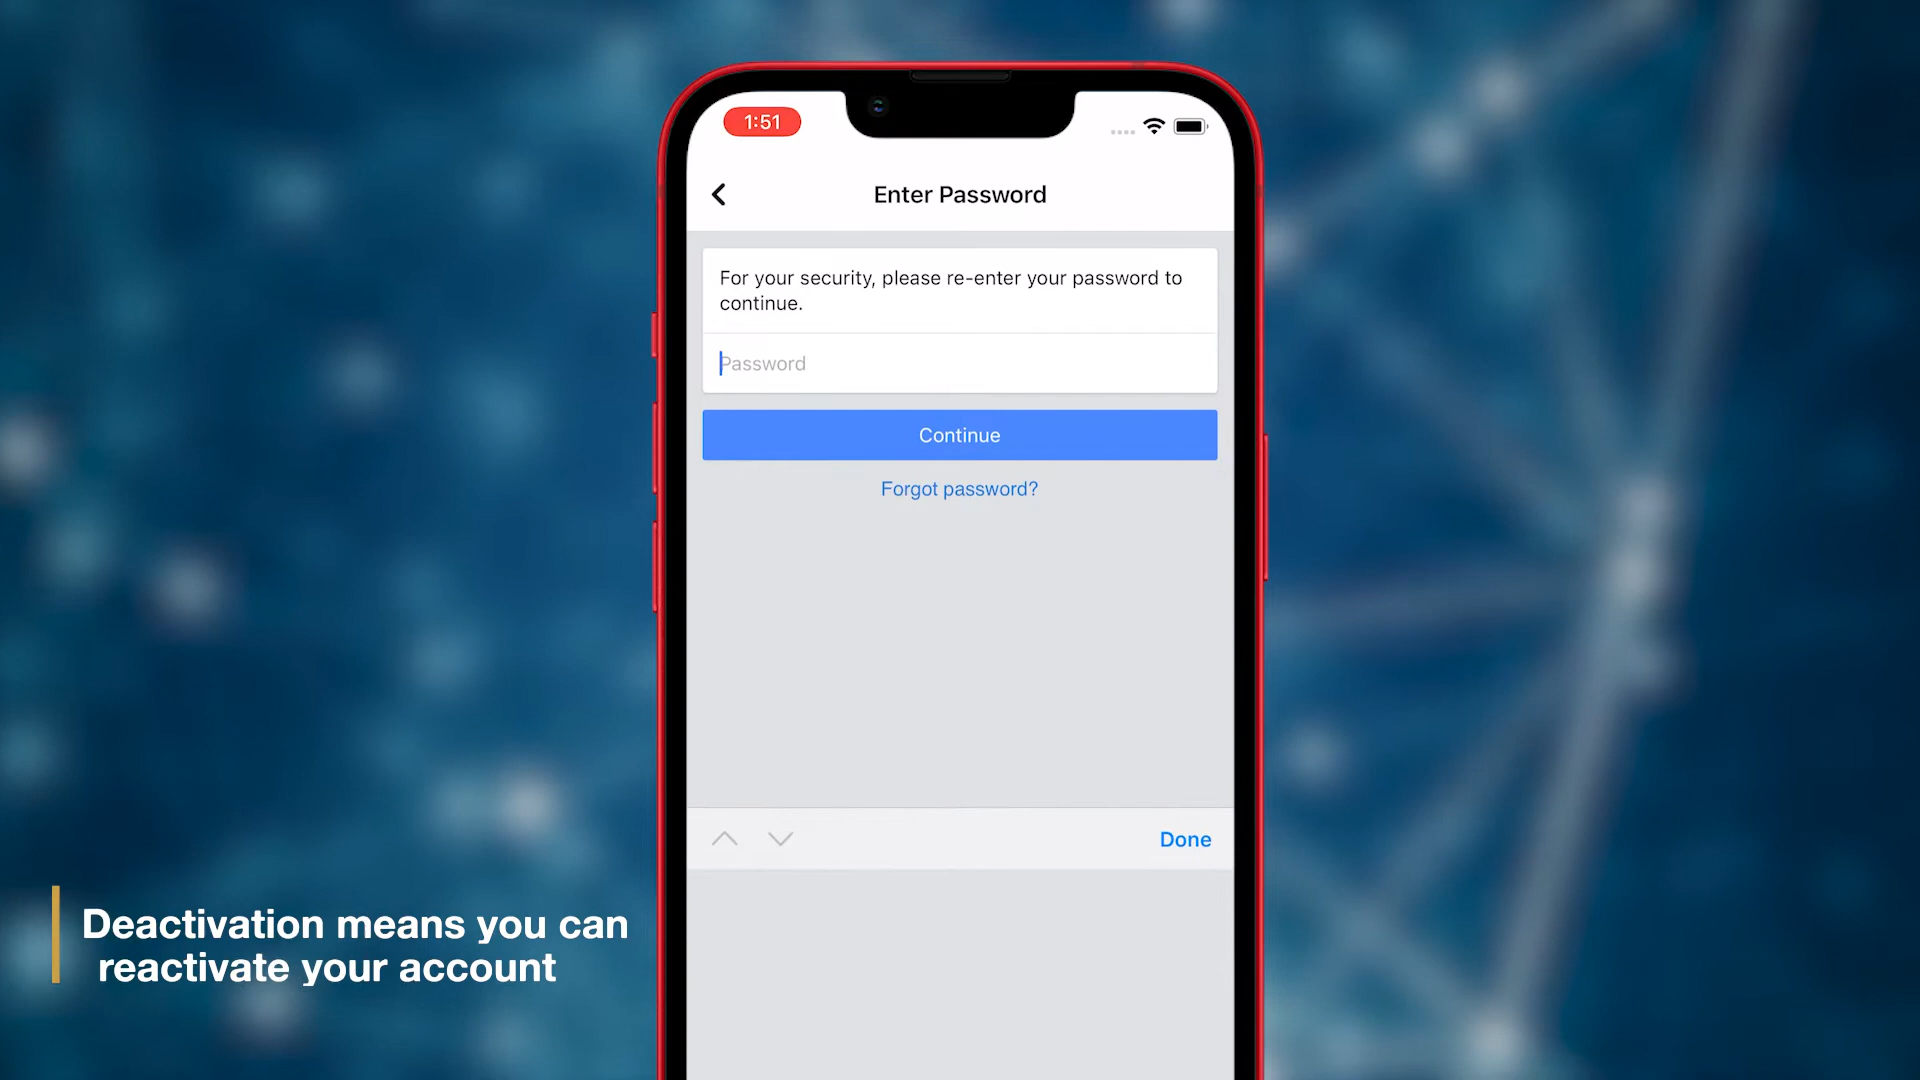 1:51
Enter Password
For your security, please re-enter your password to
continue.
Password
Continue
Forgot password?
Done
Deactivation means you can
reactivate your account